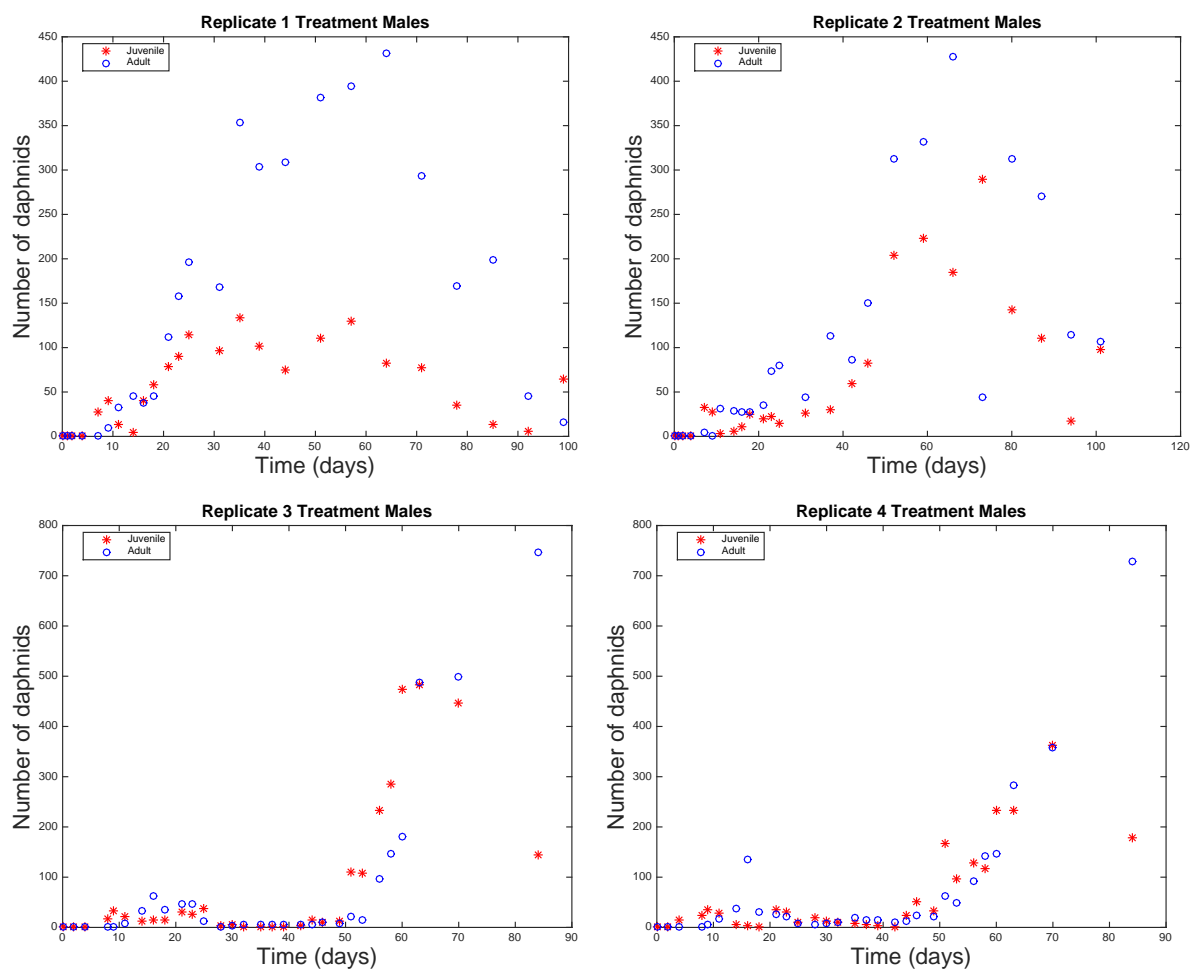 Replicate 1 Treatment Males
Juvenile
Adult
450
400
350
300
250
200
150
100
50
0
Number of daphnids
0 10 20 30 40 50 60 70 80 90 100
Time (days)
Replicate 2 Treatment Males
Juvenile
Adult
450
400
350
300
250
200
150
100
50
0
Number of daphnids
0 20 40 60 80 100 120
Time (days)
Replicate 3 Treatment Males
Juvenile
Adult
800
700
600
500
400
300
200
100
0
Number of daphnids
0 10 20 30 40 50 60 70 80 90
Time (days)
Replicate 4 Treatment Males
Juvenile
Adult
800
700
600
500
400
300
200
100
0
Number of daphnids
0 10 20 30 40 50 60 70 80 90
Time (days)